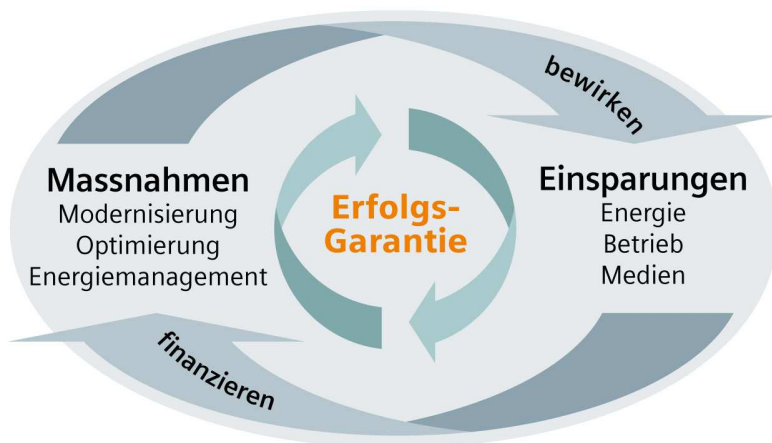 bewirken
Massnahmen
Modernisierung
Optimierung
Energiemanagement
Erfolgs-
Garantie
Einsparungen
Energie
Betrieb
Medien
finanzieren